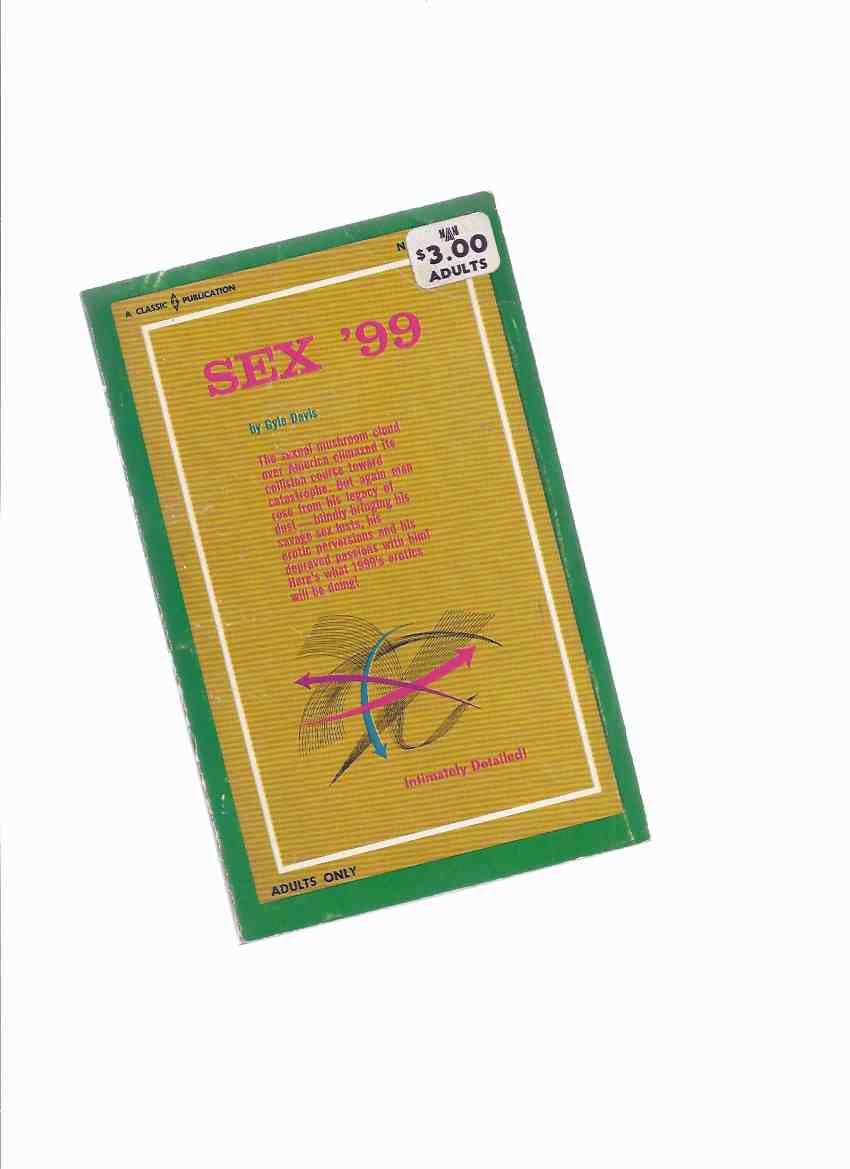 N
$3.00
ADULTS
A CLASSIC PUBLICATION
SEX '99
by Gyle Davis
The sexual mushroom cloud
over America climaxed its
collision course toward
catastrophe. But again man
rose from his legacy of
dust ... blindly bringing his
savage sex lusts, his
erotic perversions and his
depraved passions with him!
Here's what 1999's erotica
will be doing!
Intimately Detailed!
ADULTS ONLY